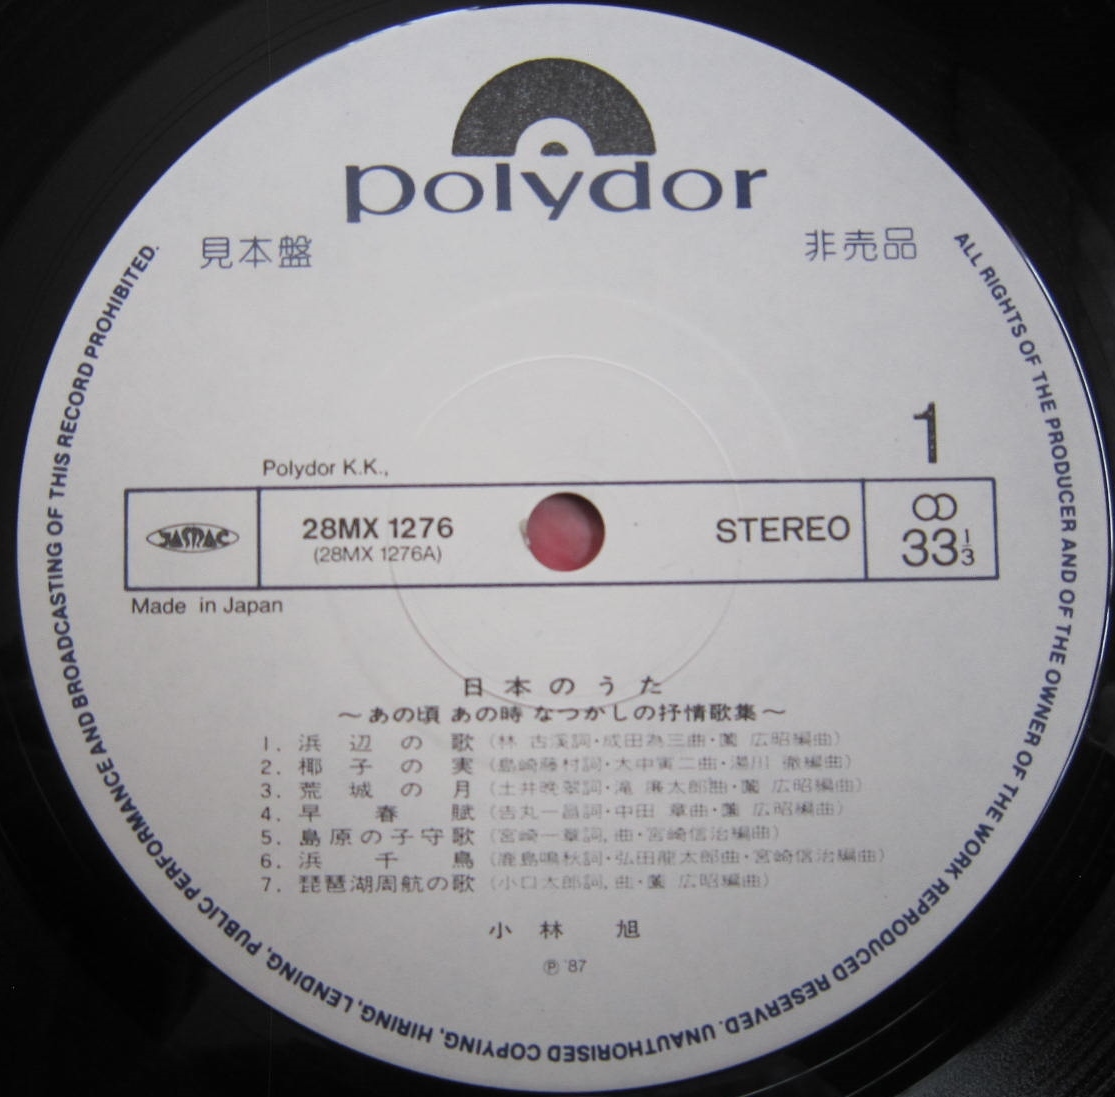 polydor
見本盤 非売品
1
Polydor K.K.,
JASRAC
28MX 1276
(28MX 1276A)
STEREO
33 1/3
Made in Japan
日本のうた
〜あの頃 あの時 なつかしの抒情歌集〜
1. 浜辺の歌 (林 古溪詞・成田為三曲・薗 広昭編曲)
2. 椰子の実 (島崎藤村詞・大中寅二曲・湯川 徹編曲)
3. 荒城の月 (土井晩翠詞・滝 廉太郎曲・薗 広昭編曲)
4. 早春賦 (吉丸一昌詞・中田 章曲・薗 広昭編曲)
5. 島原の子守歌 (宮崎一章詞, 曲・宮崎信治編曲)
6. 浜千鳥 (鹿島鳴秋詞・弘田龍太郎曲・宮崎信治編曲)
7. 琵琶湖周航の歌 (小口太郎詞, 曲・薗 広昭編曲)
小林 旭
Ⓟ '87
ALL RIGHTS OF THE PRODUCER AND OF THE OWNER OF THE WORK REPRODUCED RESERVED. UNAUTHORISED COPYING, HIRING, LENDING, PUBLIC PERFORMANCE AND BROADCASTING OF THIS RECORD PROHIBITED.